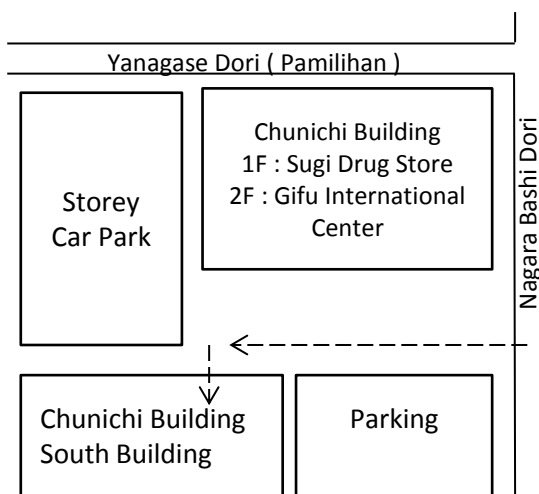 Yanagase Dori ( Pamilihan )
Chunichi Building
1F : Sugi Drug Store
2F : Gifu International
Center
Storey
Car Park
Nagara Bashi Dori
Chunichi Building
South Building
Parking